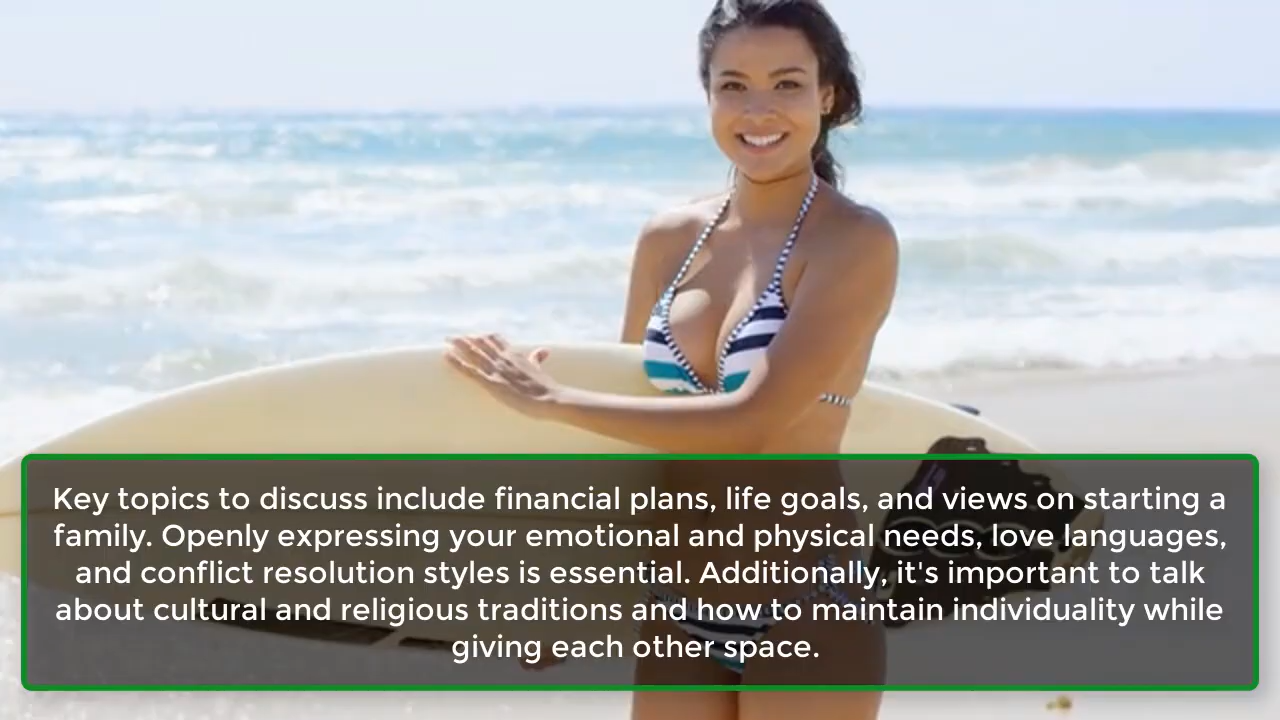 Key topics to discuss include financial plans, life goals, and views on starting a
family. Openly expressing your emotional and physical needs, love languages,
and conflict resolution styles is essential. Additionally, it's important to talk
about cultural and religious traditions and how to maintain individuality while
giving each other space.